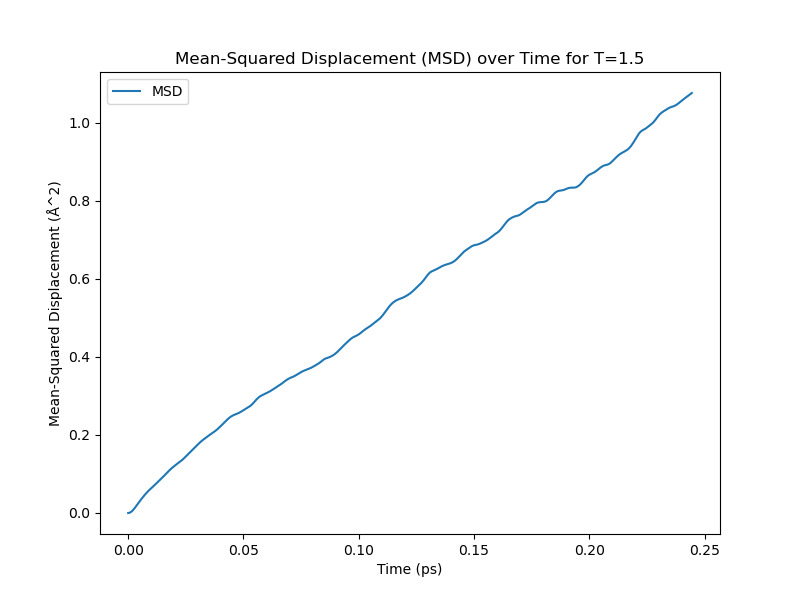 Mean-Squared Displacement (MSD) over Time for T=1.5
MSD
Mean-Squared Displacement (Å^2)
1.0
0.8
0.6
0.4
0.2
0.0
0.00 0.05 0.10 0.15 0.20 0.25
Time (ps)